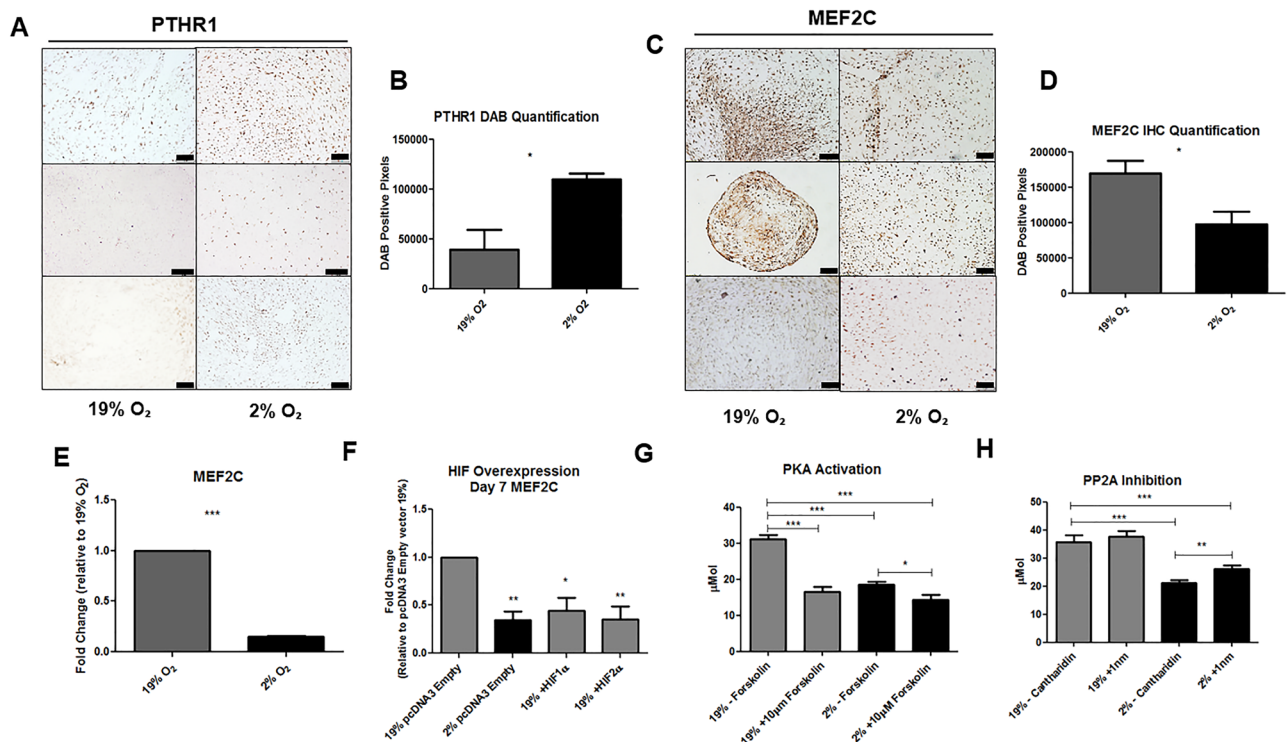 A
PTHR1
19% O₂
2% O₂
B
PTHR1 DAB Quantification
DAB Positive Pixels
150000
100000
50000
0
*
19% O2
2% O2
C
MEF2C
19% O₂
2% O₂
D
MEF2C IHC Quantification
DAB Positive Pixels
200000
150000
100000
50000
0
*
19% O₂
2% O₂
E
MEF2C
Fold Change (relative to 19% O₂)
1.5
1.0
0.5
0.0
***
19% O₂
2% O₂
F
HIF Overexpression
Day 7 MEF2C
Fold Change
(Relative to pcDNA3 Empty vector 19%)
1.5
1.0
0.5
0.0
**
*
**
19% pcDNA3 Empty
2% pcDNA3 Empty
19% +HIF1α
19% +HIF2α
G
PKA Activation
µMol
40
30
20
10
0
***
***
***
*
19% - Forskolin
19% +10µm Forskolin
2% - Forskolin
2% +10µM Forskolin
H
PP2A Inhibition
µMol
50
40
30
20
10
0
***
***
**
19% - Cantharidin
19% +1nm
2% - Cantharidin
2% +1nm